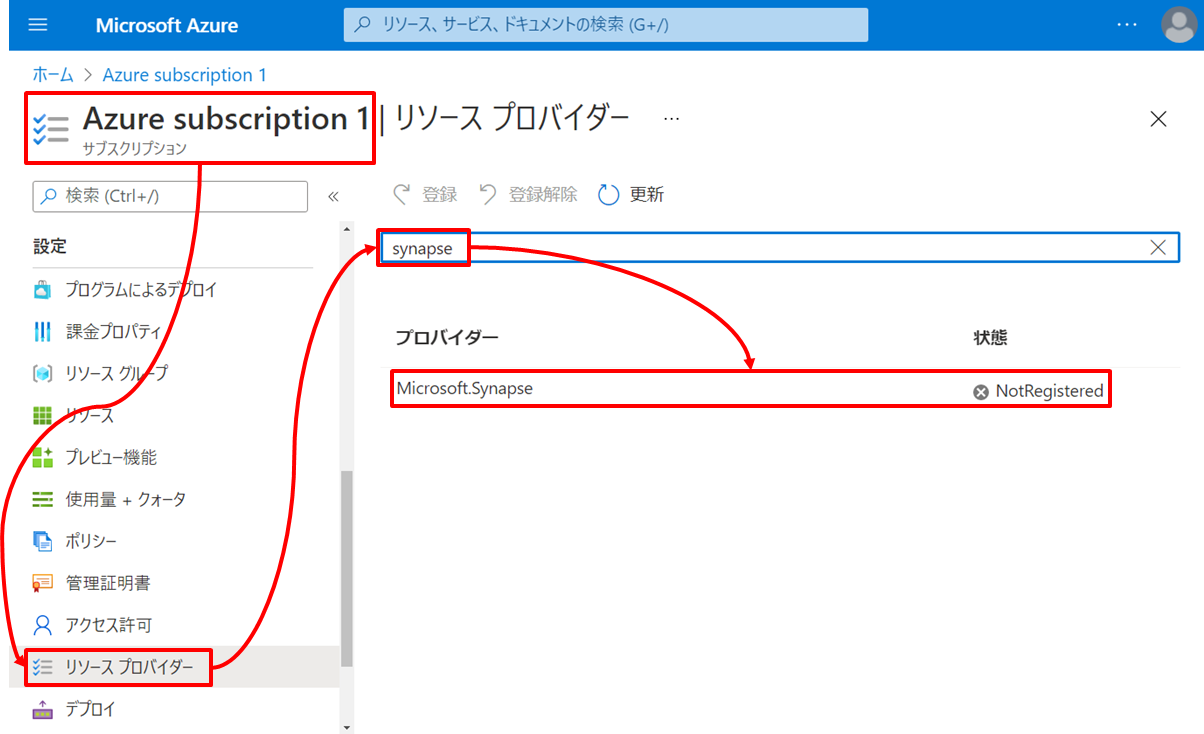 Microsoft Azure
リソース、サービス、ドキュメントの検索 (G+/)
ホーム > Azure subscription 1
Azure subscription 1 | リソース プロバイダー ...
サブスクリプション
検索 (Ctrl+/)
«
登録 登録解除 更新
synapse
設定
プログラムによるデプロイ
課金プロパティ
リソース グループ
リソース
プレビュー機能
使用量 + クォータ
ポリシー
管理証明書
アクセス許可
リソース プロバイダー
デプロイ
プロバイダー 状態
Microsoft.Synapse NotRegistered